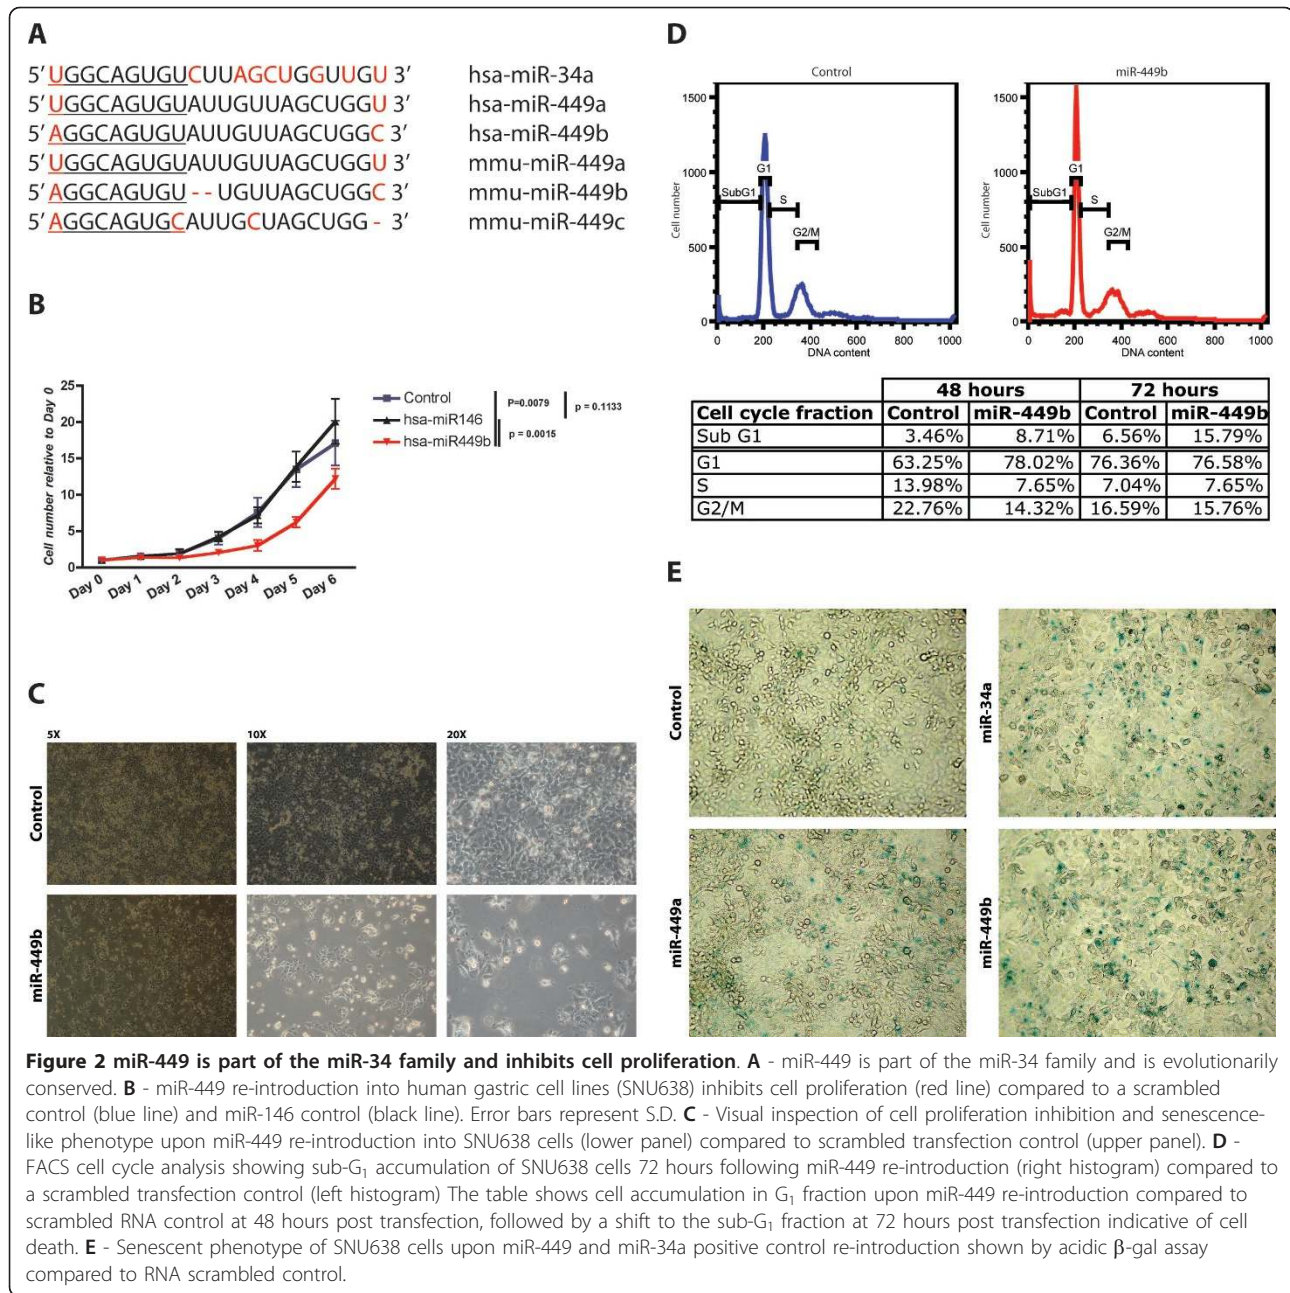 A
5' UGGCAGUGUCUUAGCUGGUUGU 3' hsa-miR-34a
5' UGGCAGUGUAUUGUUAGCUGGU 3' hsa-miR-449a
5' AGGCAGUGUAUUGUUAGCUGGC 3' hsa-miR-449b
5' UGGCAGUGUAUUGUUAGCUGGU 3' mmu-miR-449a
5' AGGCAGUGU--UGUUAGCUGGC 3' mmu-miR-449b
5' AGGCAGUGCAUUGCUAGCUGG- 3' mmu-miR-449c
B
Cell number relative to Day 0
25
20
15
10
5
0
Day 0 Day 1 Day 2 Day 3 Day 4 Day 5 Day 6
Control
hsa-miR146
hsa-miR449b
P=0.0079
p = 0.0015
p = 0.1133
C
5X 10X 20X
Control
miR-449b
D
Control
Cell number
1500
1000
500
0
SubG1
G1
S
G2/M
0 200 400 600 800 1000
DNA content
miR-449b
Cell number
1500
1000
500
0
SubG1
G1
S
G2/M
0 200 400 600 800 1000
DNA content
48 hours 72 hours
Cell cycle fraction Control miR-449b Control miR-449b
Sub G1 3.46% 8.71% 6.56% 15.79%
G1 63.25% 78.02% 76.36% 76.58%
S 13.98% 7.65% 7.04% 7.65%
G2/M 22.76% 14.32% 16.59% 15.76%
E
Control
miR-34a
miR-449a
miR-449b
Figure 2 miR-449 is part of the miR-34 family and inhibits cell proliferation. A - miR-449 is part of the miR-34 family and is evolutionarily
conserved. B - miR-449 re-introduction into human gastric cell lines (SNU638) inhibits cell proliferation (red line) compared to a scrambled
control (blue line) and miR-146 control (black line). Error bars represent S.D. C - Visual inspection of cell proliferation inhibition and senescence-
like phenotype upon miR-449 re-introduction into SNU638 cells (lower panel) compared to scrambled transfection control (upper panel). D -
FACS cell cycle analysis showing sub-G₁ accumulation of SNU638 cells 72 hours following miR-449 re-introduction (right histogram) compared to
a scrambled transfection control (left histogram) The table shows cell accumulation in G₁ fraction upon miR-449 re-introduction compared to
scrambled RNA control at 48 hours post transfection, followed by a shift to the sub-G₁ fraction at 72 hours post transfection indicative of cell
death. E - Senescent phenotype of SNU638 cells upon miR-449 and miR-34a positive control re-introduction shown by acidic β-gal assay
compared to RNA scrambled control.